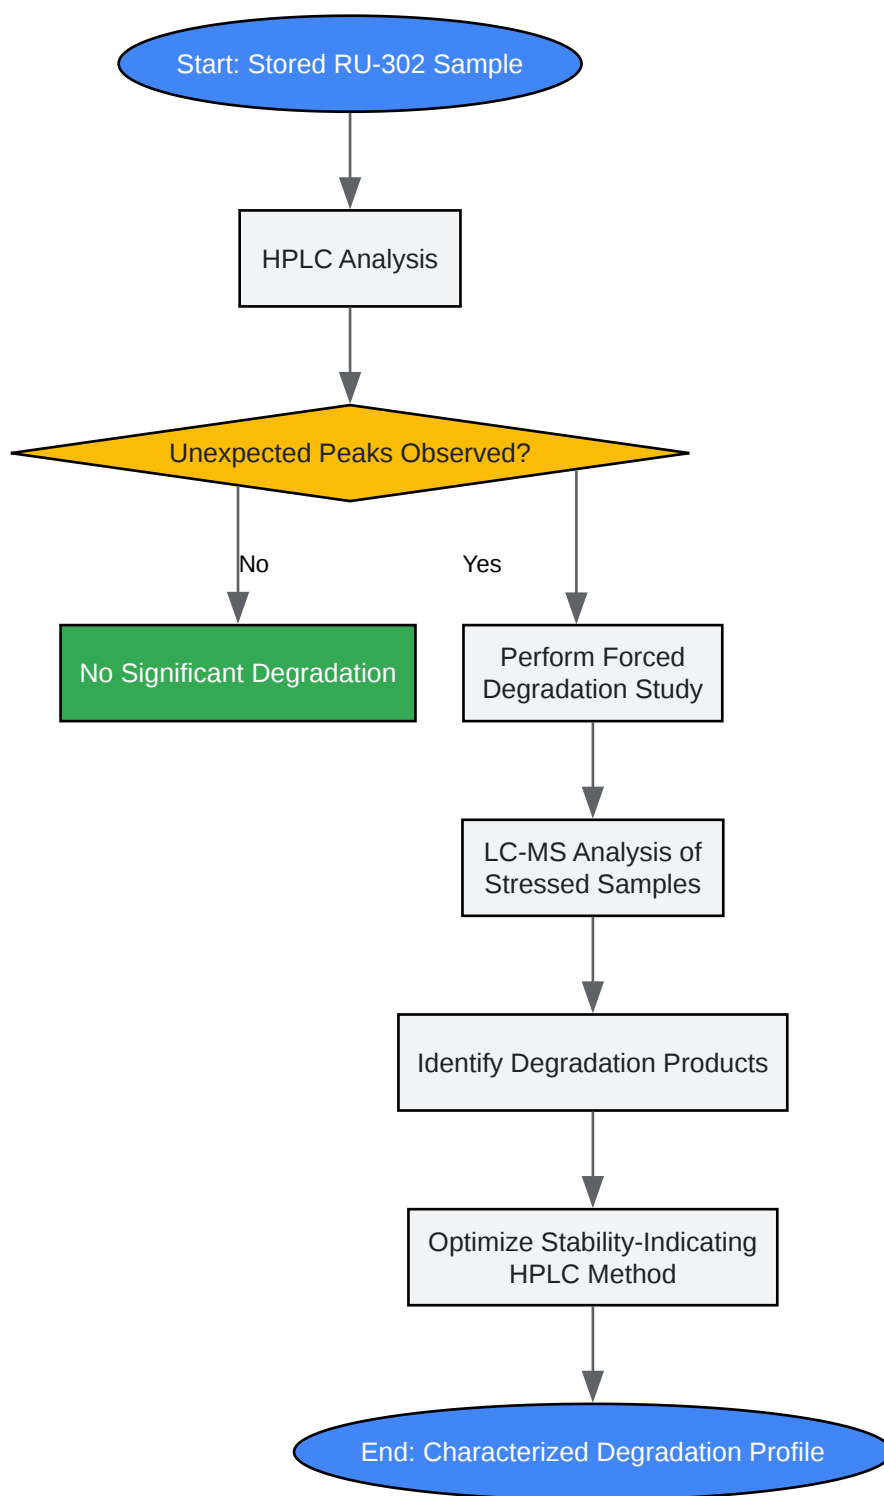 Start: Stored RU-302 Sample
HPLC Analysis
Unexpected Peaks Observed?
No
Yes
No Significant Degradation
Perform Forced
Degradation Study
LC-MS Analysis of
Stressed Samples
Identify Degradation Products
Optimize Stability-Indicating
HPLC Method
End: Characterized Degradation Profile